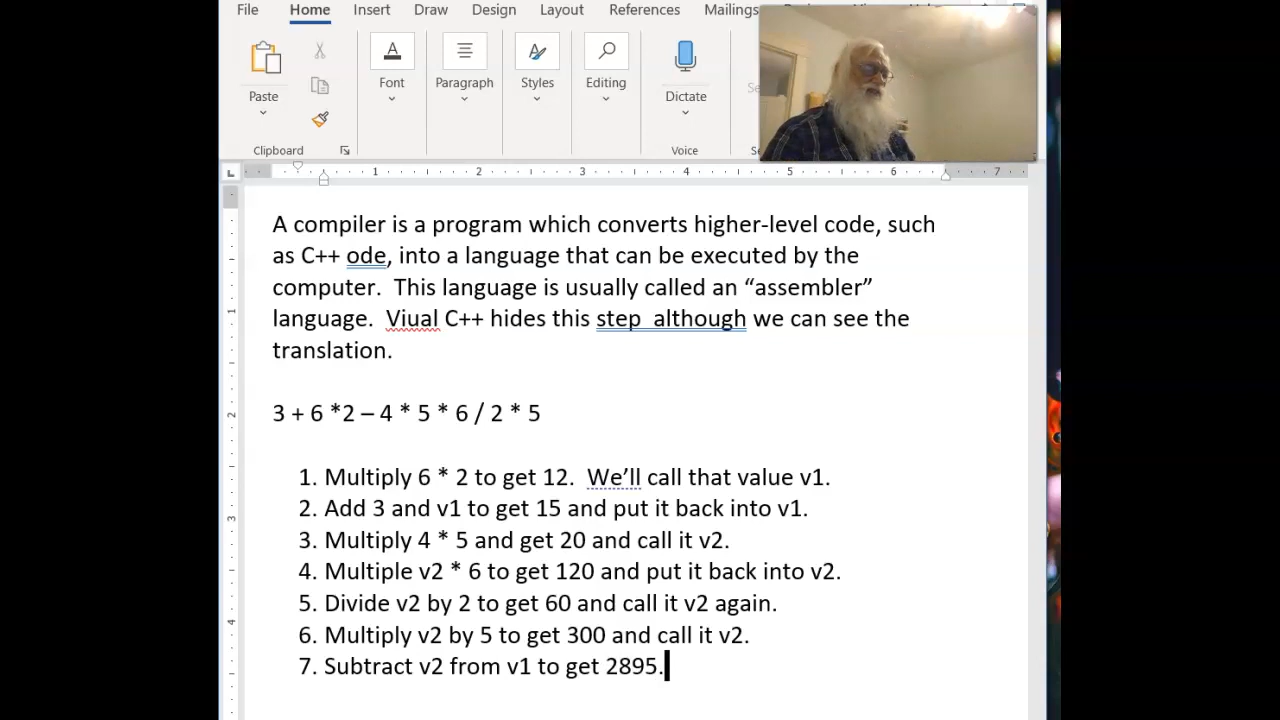 File Home Insert Draw Design Layout References Mailings
Paste Font Paragraph Styles Editing Dictate
Clipboard Voice
1 2 3 4 5 6 7
A compiler is a program which converts higher-level code, such
as C++ ode, into a language that can be executed by the
computer. This language is usually called an “assembler”
language. Viual C++ hides this step although we can see the
translation.
3 + 6 *2 – 4 * 5 * 6 / 2 * 5
1. Multiply 6 * 2 to get 12. We’ll call that value v1.
2. Add 3 and v1 to get 15 and put it back into v1.
3. Multiply 4 * 5 and get 20 and call it v2.
4. Multiple v2 * 6 to get 120 and put it back into v2.
5. Divide v2 by 2 to get 60 and call it v2 again.
6. Multiply v2 by 5 to get 300 and call it v2.
7. Subtract v2 from v1 to get 2895.